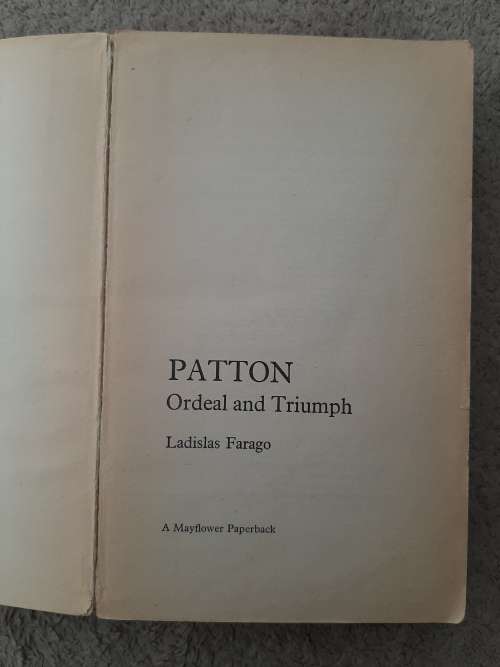 PATTON
Ordeal and Triumph
Ladislas Farago
A Mayflower Paperback